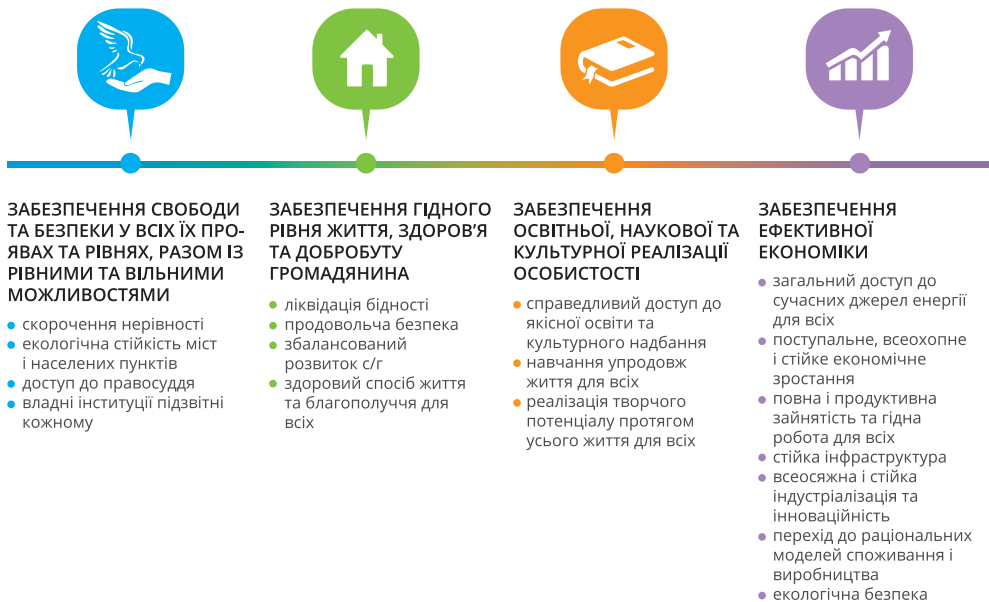 ЗАБЕЗПЕЧЕННЯ СВОБОДИ
ТА БЕЗПЕКИ У ВСІХ ЇХ ПРО-
ЯВАХ ТА РІВНЯХ, РАЗОМ ІЗ
РІВНИМИ ТА ВІЛЬНИМИ
МОЖЛИВОСТЯМИ
скорочення нерівності
екологічна стійкість міст
і населених пунктів
доступ до правосуддя
владні інституції підзвітні
кожному
ЗАБЕЗПЕЧЕННЯ ГІДНОГО
РІВНЯ ЖИТТЯ, ЗДОРОВ’Я
ТА ДОБРОБУТУ
ГРОМАДЯНИНА
ліквідація бідності
продовольча безпека
збалансований
розвиток с/г
здоровий спосіб життя
та благополуччя для
всіх
ЗАБЕЗПЕЧЕННЯ
ОСВІТНЬОЇ, НАУКОВОЇ ТА
КУЛЬТУРНОЇ РЕАЛІЗАЦІЇ
ОСОБИСТОСТІ
справедливий доступ до
якісної освіти та
культурного надбання
навчання упродовж
життя для всіх
реалізація творчого
потенціалу протягом
усього життя для всіх
ЗАБЕЗПЕЧЕННЯ
ЕФЕКТИВНОЇ
ЕКОНОМІКИ
загальний доступ до
сучасних джерел енергії
для всіх
поступальне, всеохопне
і стійке економічне
зростання
повна і продуктивна
зайнятість та гідна
робота для всіх
стійка інфраструктура
всеосяжна і стійка
індустріалізація та
інноваційність
перехід до раціональних
моделей споживання і
виробництва
екологічна безпека